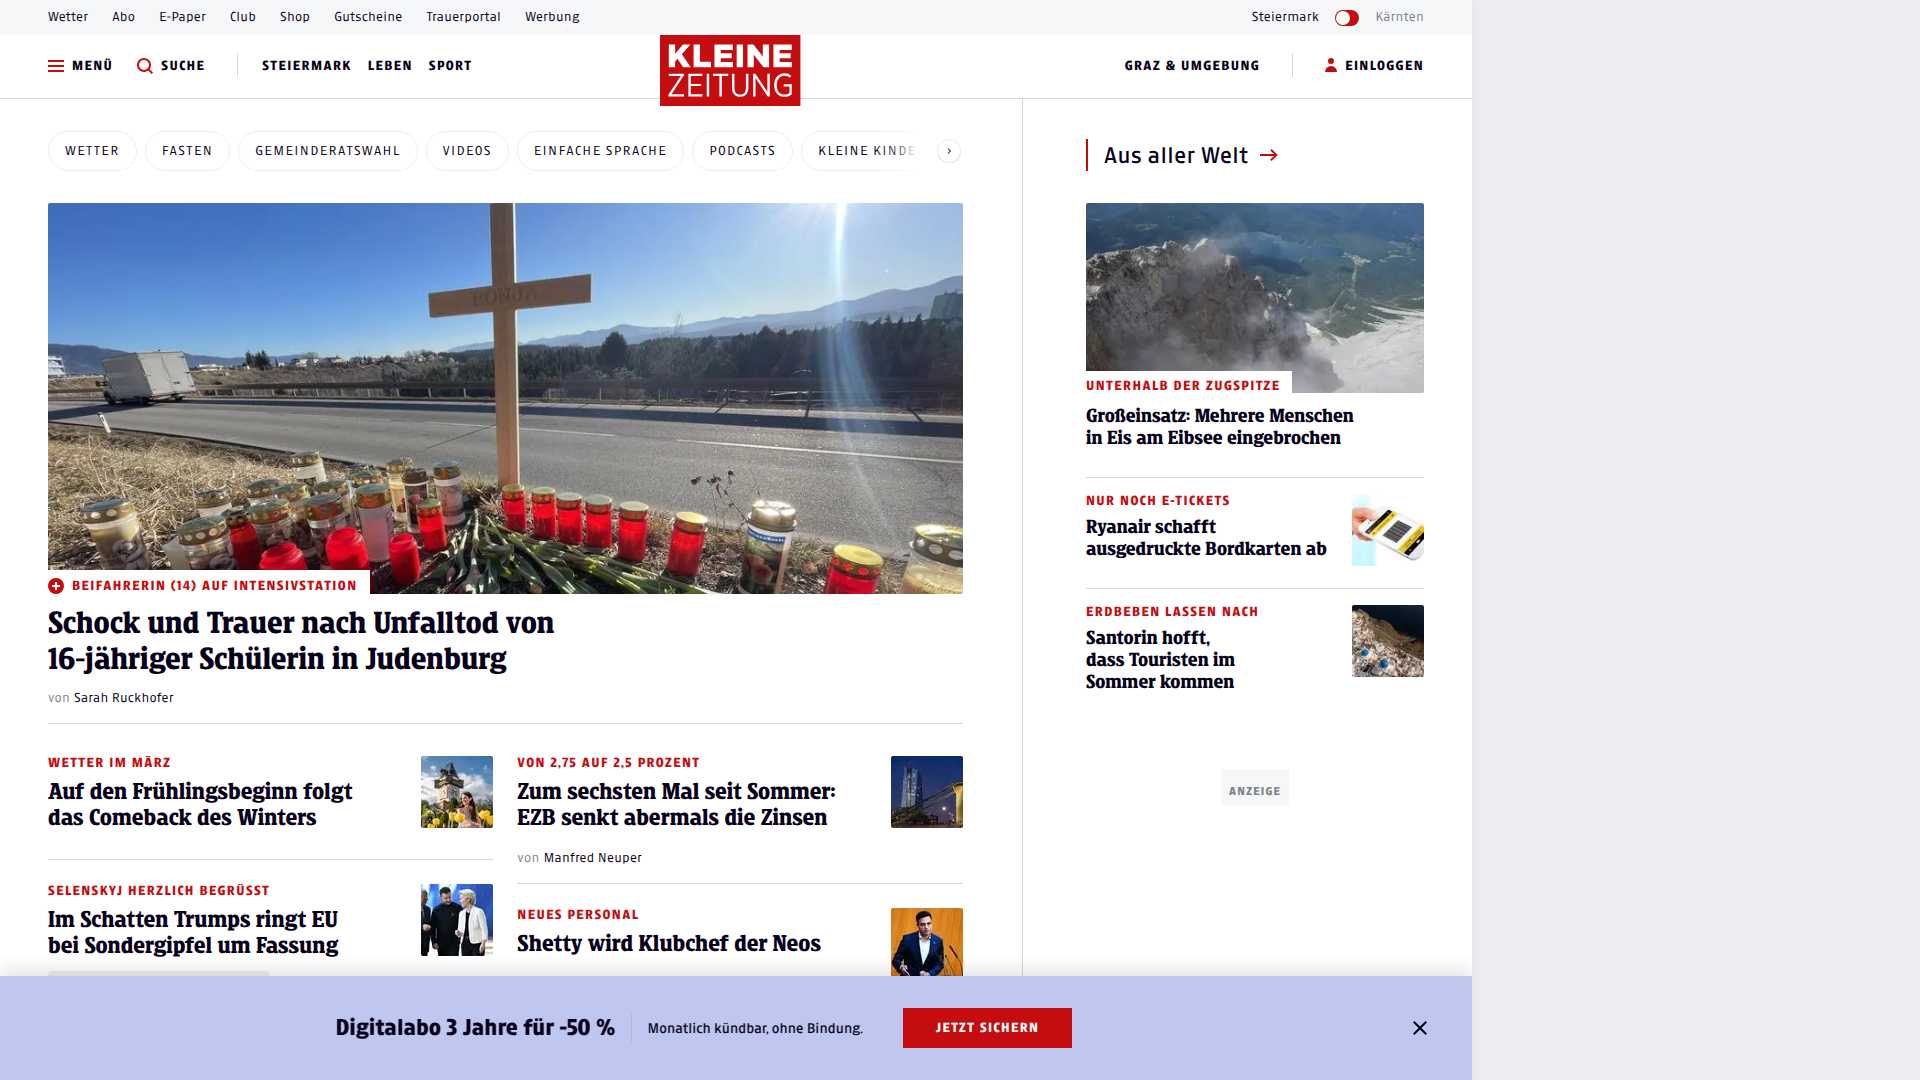 Wetter Abo E-Paper Club Shop Gutscheine Trauerportal Werbung Steiermark Kärnten
MENÜ SUCHE STEIERMARK LEBEN SPORT KLEINE ZEITUNG GRAZ & UMGEBUNG EINLOGGEN
WETTER FASTEN GEMEINDERATSWAHL VIDEOS EINFACHE SPRACHE PODCASTS KLEINE KINDE
BEIFAHRERIN (14) AUF INTENSIVSTATION
Schock und Trauer nach Unfalltod von
16-jähriger Schülerin in Judenburg
von Sarah Ruckhofer
WETTER IM MÄRZ
Auf den Frühlingsbeginn folgt
das Comeback des Winters
SELENSKYJ HERZLICH BEGRÜSST
Im Schatten Trumps ringt EU
bei Sondergipfel um Fassung
VON 2,75 AUF 2,5 PROZENT
Zum sechsten Mal seit Sommer:
EZB senkt abermals die Zinsen
von Manfred Neuper
NEUES PERSONAL
Shetty wird Klubchef der Neos
Aus aller Welt
UNTERHALB DER ZUGSPITZE
Großeinsatz: Mehrere Menschen
in Eis am Eibsee eingebrochen
NUR NOCH E-TICKETS
Ryanair schafft
ausgedruckte Bordkarten ab
ERDBEBEN LASSEN NACH
Santorin hofft,
dass Touristen im
Sommer kommen
ANZEIGE
Digitalabo 3 Jahre für -50 % Monatlich kündbar, ohne Bindung. JETZT SICHERN